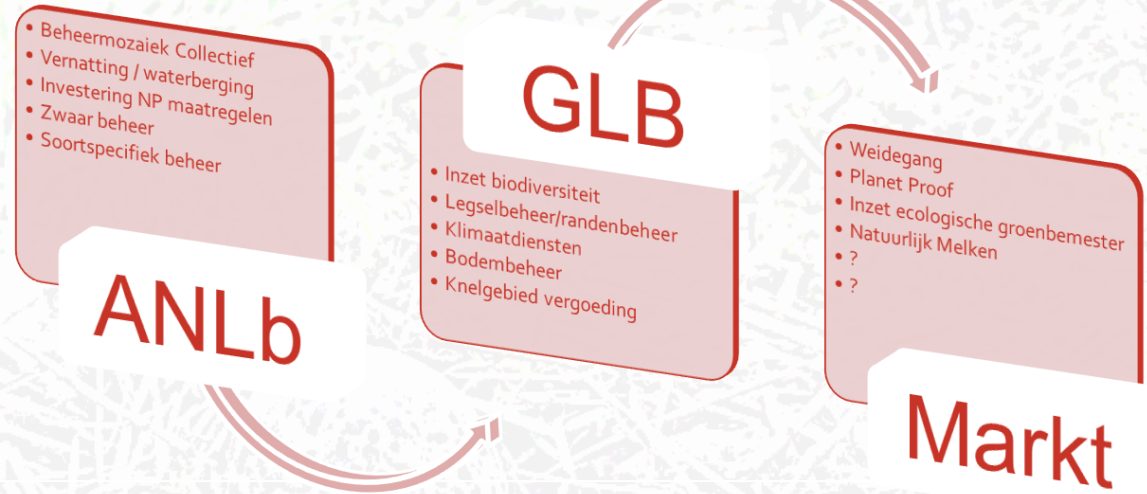 • Beheermozaiek Collectief
• Vernatting / waterberging
• Investering NP maatregelen
• Zwaar beheer
• Soortspecifiek beheer
ANLb
GLB
• Inzet biodiversiteit
• Legselbeheer/randenbeheer
• Klimaatdiensten
• Bodembeheer
• Knelgebied vergoeding
• Weidegang
• Planet Proof
• Inzet ecologische groenbemester
• Natuurlijk Melken
• ?
• ?
Markt